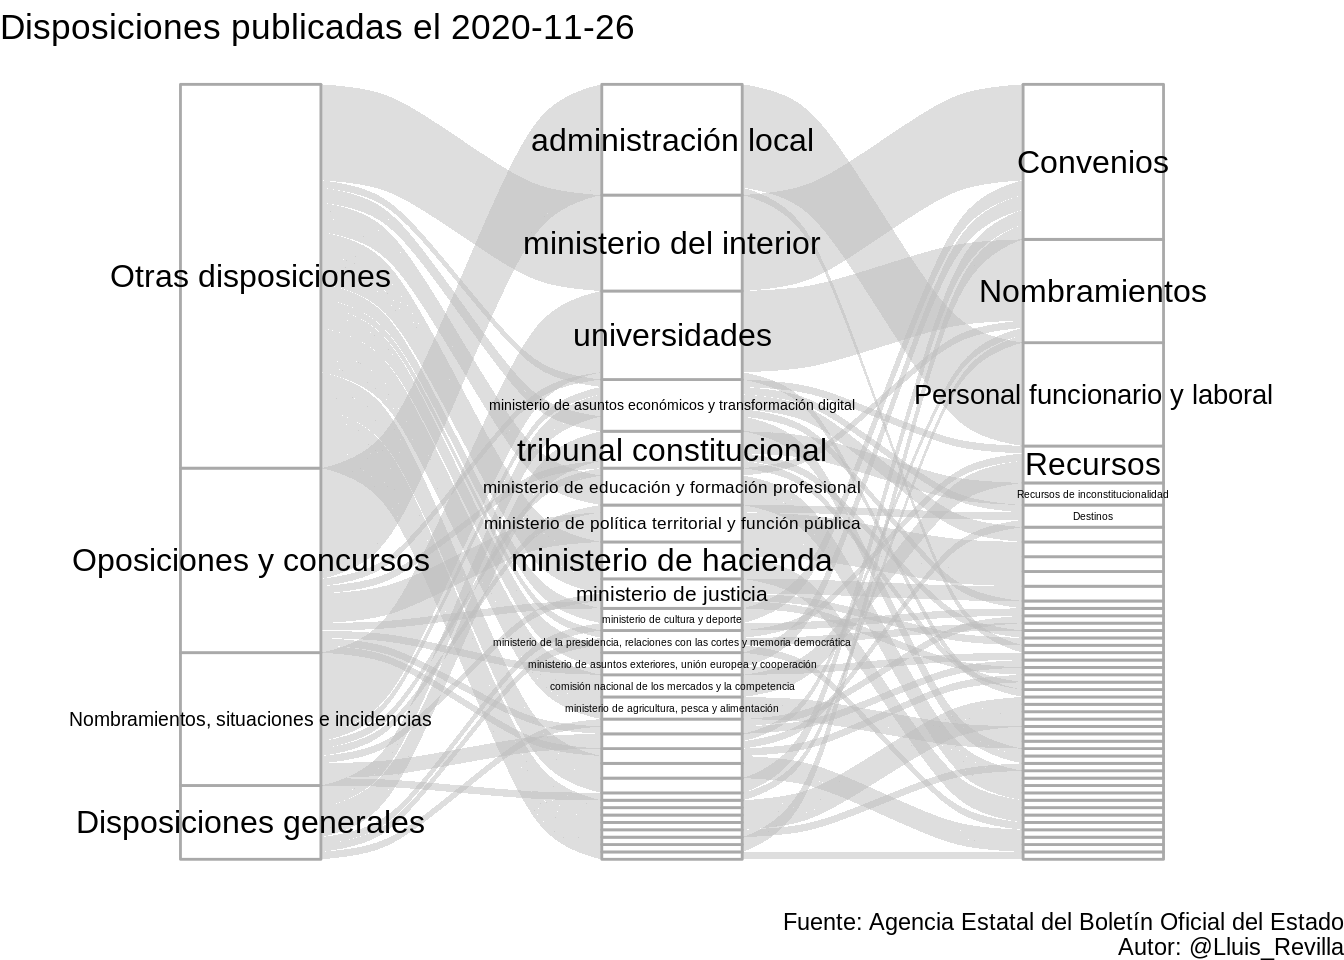 Disposiciones publicadas el 2020-11-26
Otras disposiciones
Oposiciones y concursos
Nombramientos, situaciones e incidencias
Disposiciones generales
administración local
ministerio del interior
universidades
ministerio de asuntos económicos y transformación digital
tribunal constitucional
ministerio de educación y formación profesional
ministerio de política territorial y función pública
ministerio de hacienda
ministerio de justicia
ministerio de cultura y deporte
ministerio de la presidencia, relaciones con las cortes y memoria democrática
ministerio de asuntos exteriores, unión europea y cooperación
comisión nacional de los mercados y la competencia
ministerio de agricultura, pesca y alimentación
Convenios
Nombramientos
Personal funcionario y laboral
Recursos
Recursos de inconstitucionalidad
Destinos
Fuente: Agencia Estatal del Boletín Oficial del Estado
Autor: @Lluis_Revilla